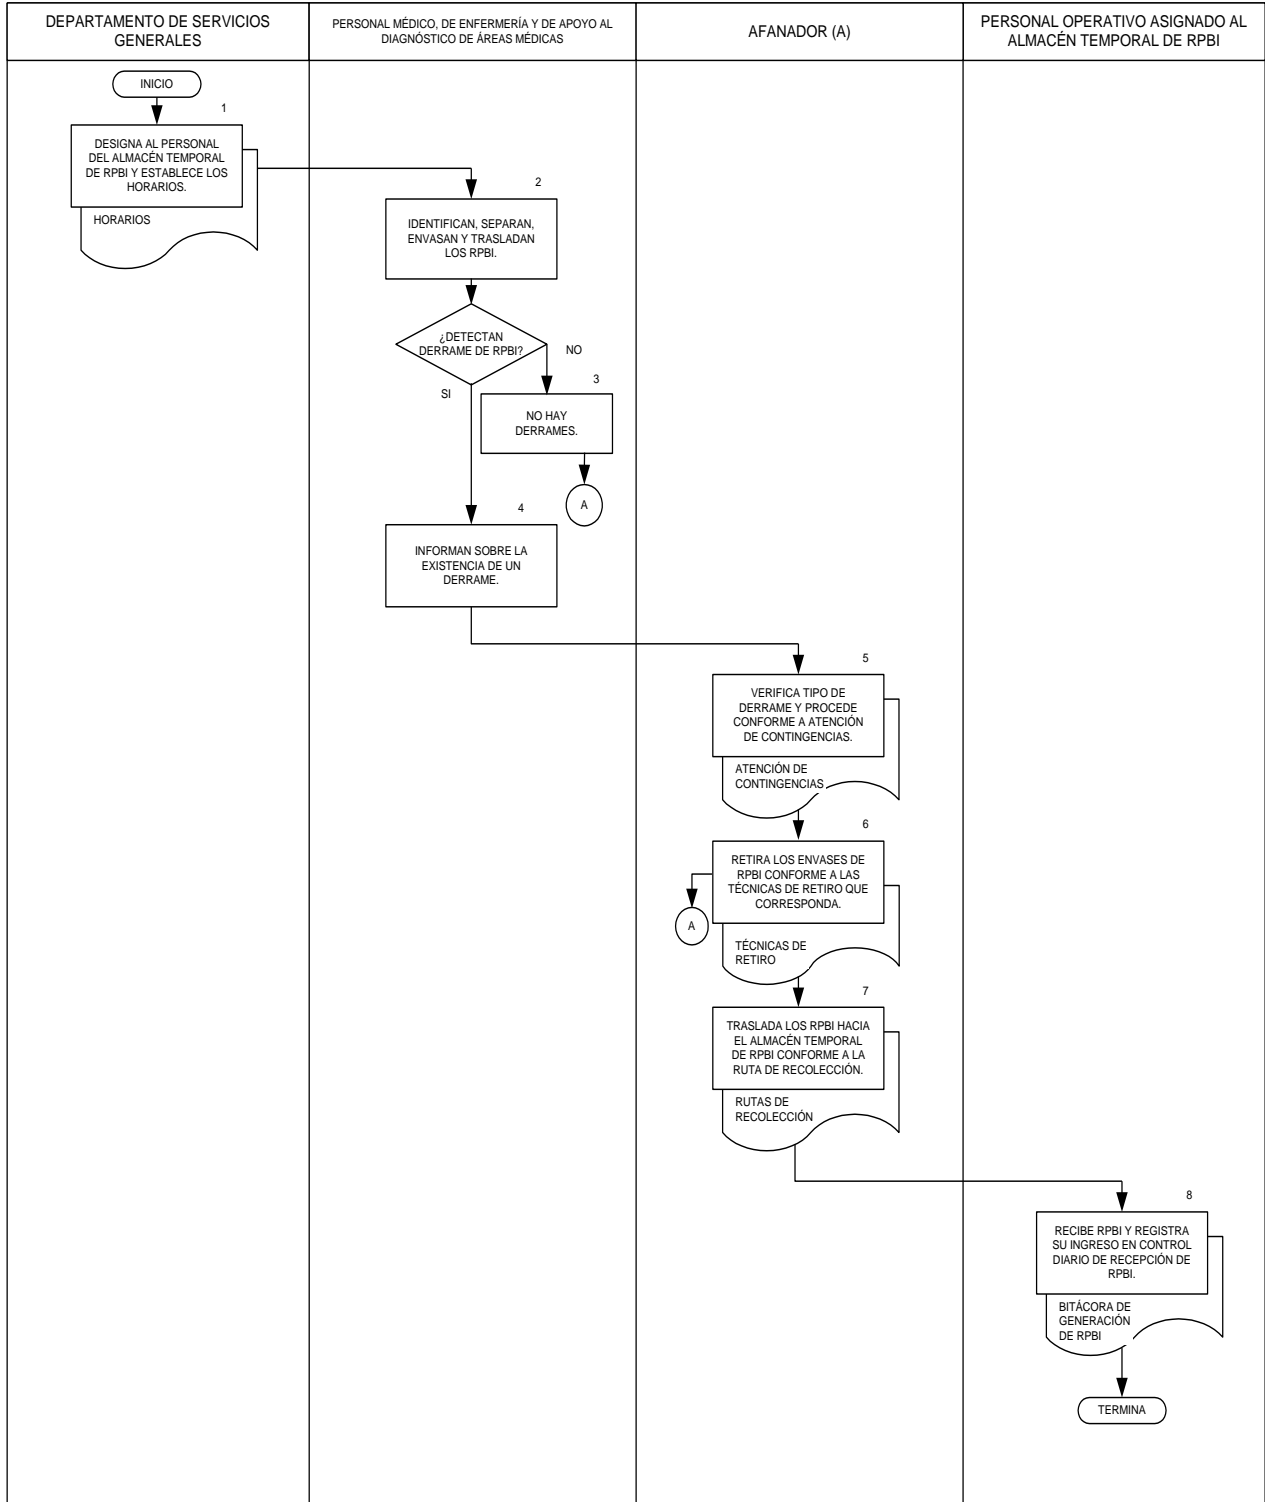 DEPARTAMENTO DE SERVICIOS
GENERALES
PERSONAL MÉDICO, DE ENFERMERÍA Y DE APOYO AL
DIAGNÓSTICO DE ÁREAS MÉDICAS
AFANADOR (A)
PERSONAL OPERATIVO ASIGNADO AL
ALMACÉN TEMPORAL DE RPBI
INICIO
1
DESIGNA AL PERSONAL
DEL ALMACÉN TEMPORAL
DE RPBI Y ESTABLECE LOS
HORARIOS.
HORARIOS
2
IDENTIFICAN, SEPARAN,
ENVASAN Y TRASLADAN
LOS RPBI.
¿DETECTAN
DERRAME DE RPBI?
NO
SI
3
NO HAY
DERRAMES.
A
4
INFORMAN SOBRE LA
EXISTENCIA DE UN
DERRAME.
5
VERIFICA TIPO DE
DERRAME Y PROCEDE
CONFORME A ATENCIÓN
DE CONTINGENCIAS.
ATENCIÓN DE
CONTINGENCIAS
6
RETIRA LOS ENVASES DE
RPBI CONFORME A LAS
TÉCNICAS DE RETIRO QUE
CORRESPONDA.
A
TÉCNICAS DE
RETIRO
7
TRASLADA LOS RPBI HACIA
EL ALMACÉN TEMPORAL
DE RPBI CONFORME A LA
RUTA DE RECOLECCIÓN.
RUTAS DE
RECOLECCIÓN
8
RECIBE RPBI Y REGISTRA
SU INGRESO EN CONTROL
DIARIO DE RECEPCIÓN DE
RPBI.
BITÁCORA DE
GENERACIÓN
DE RPBI
TERMINA